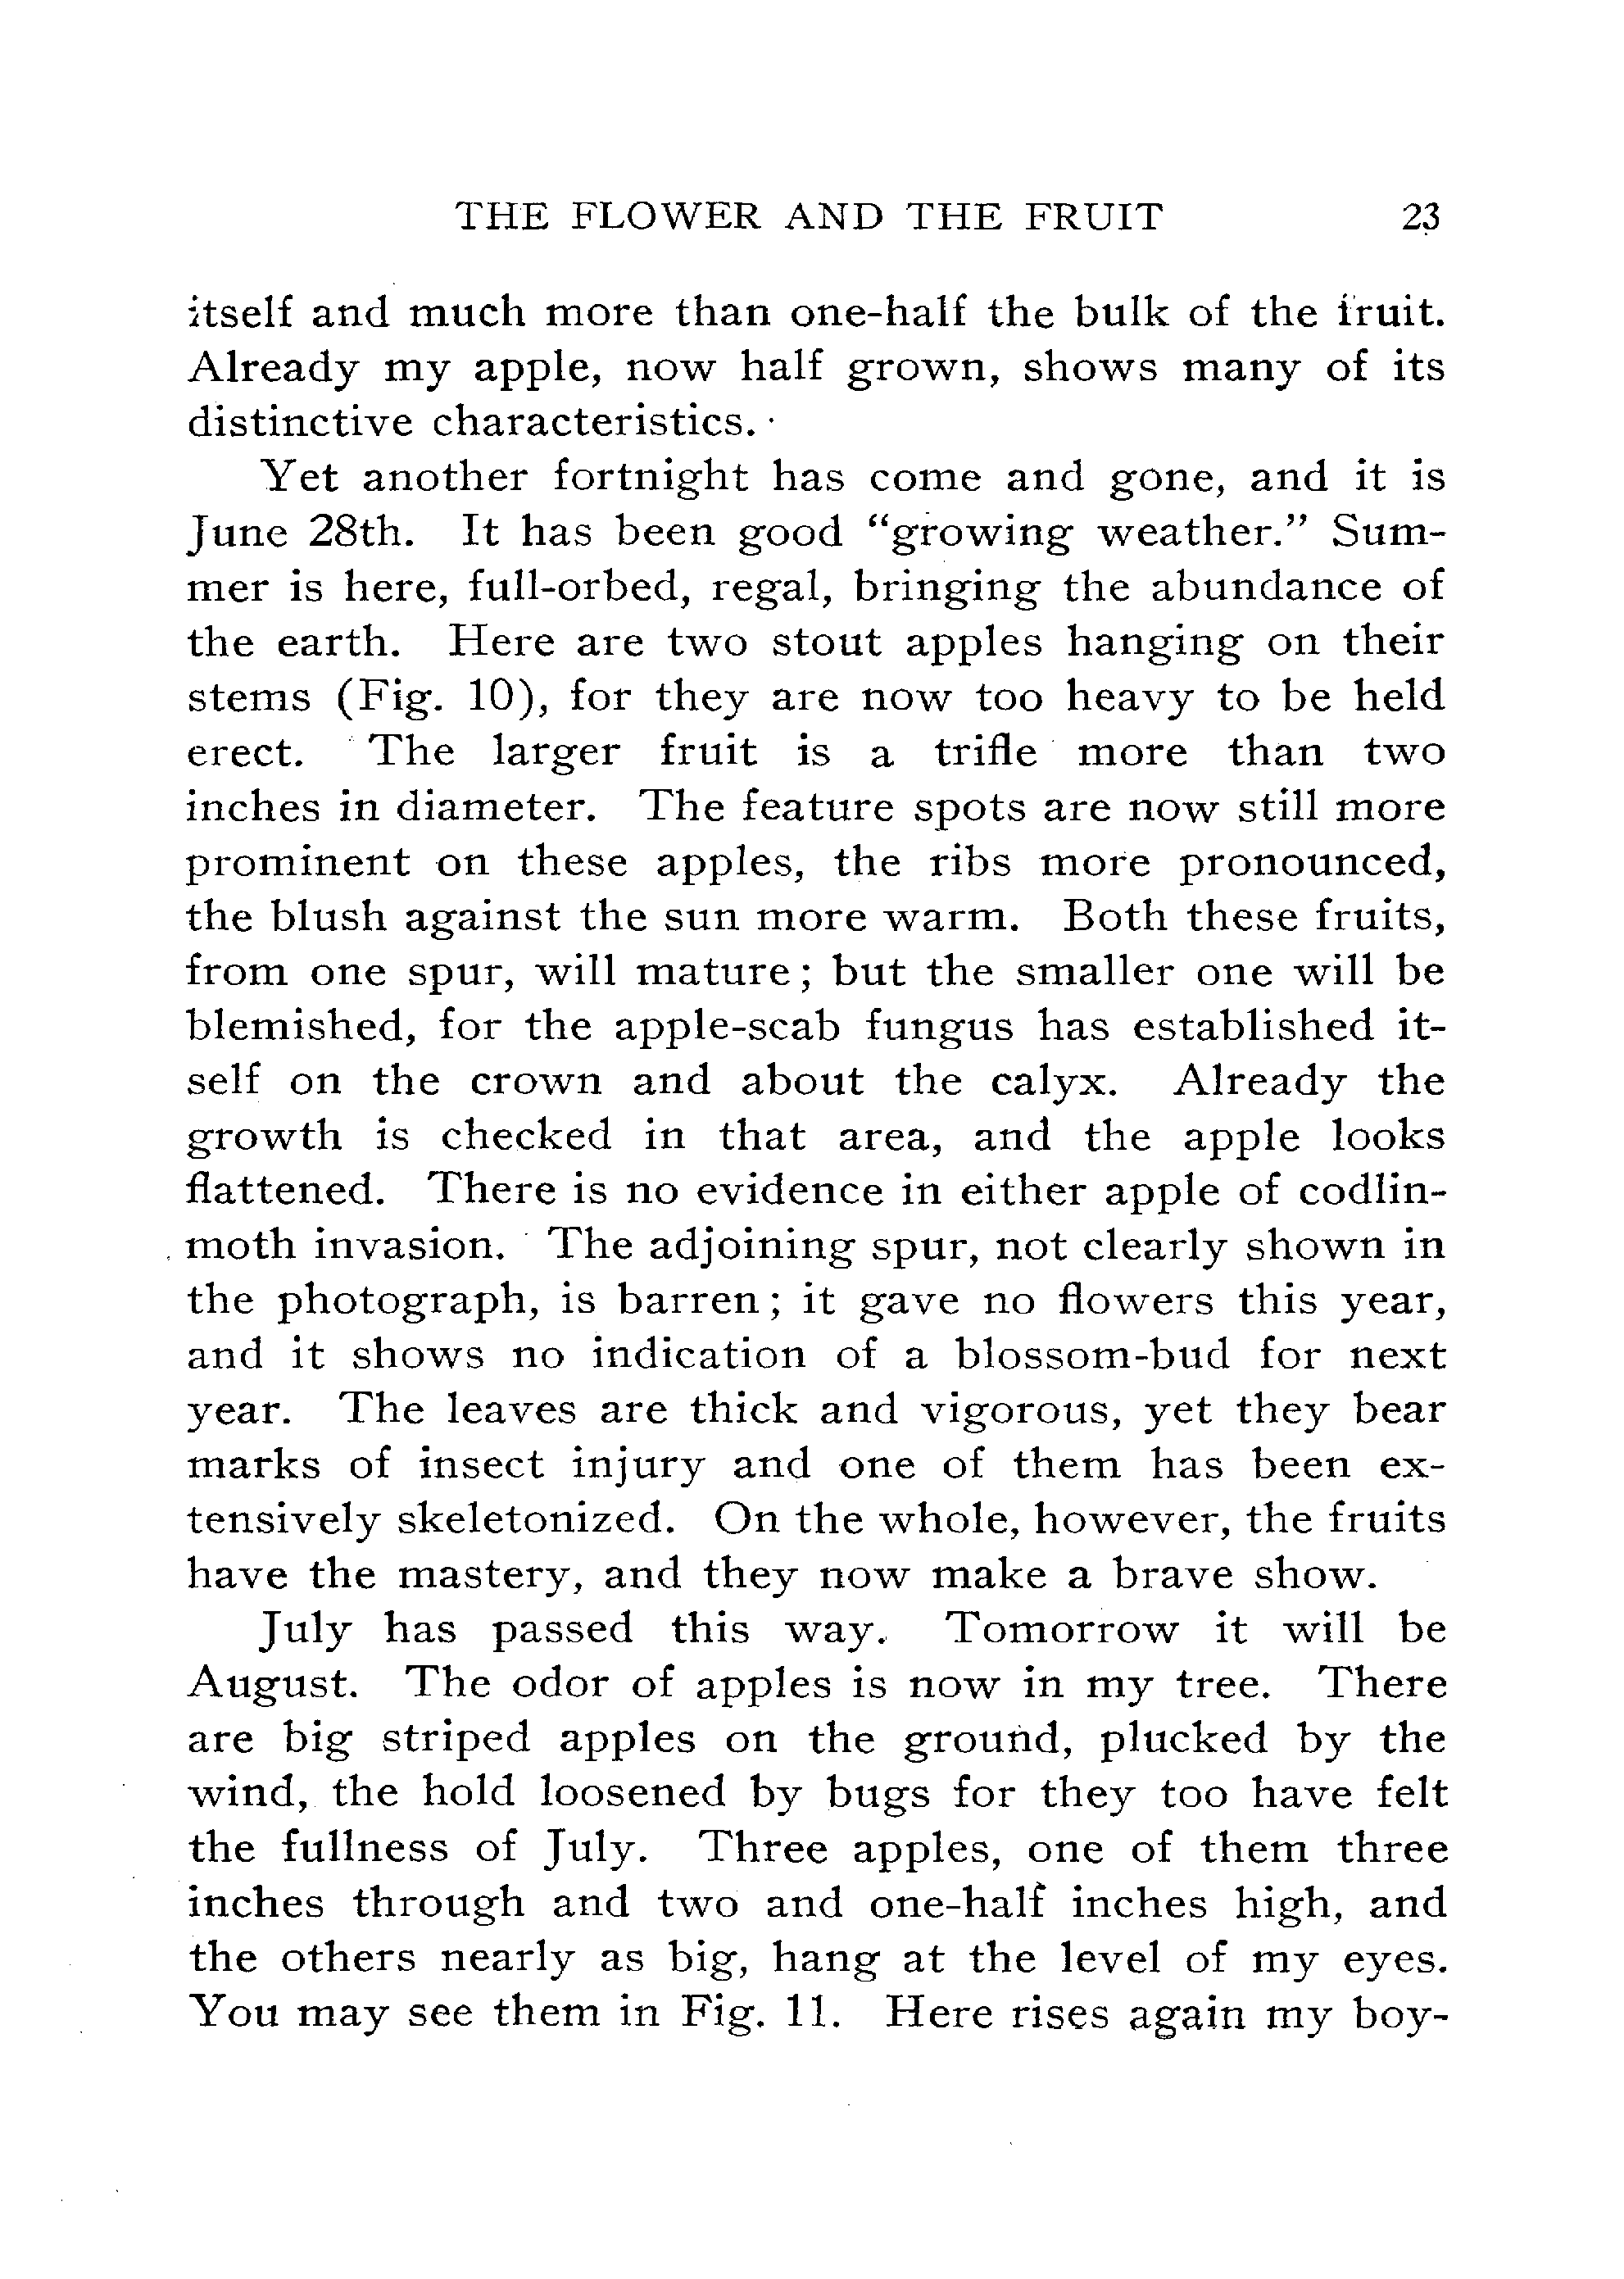 THE FLOWER AND THE FRUIT 23
itself and much more than one-half the bulk of the fruit.
Already my apple, now half grown, shows many of its
distinctive characteristics.
Yet another fortnight has come and gone, and it is
June 28th. It has been good “growing weather.” Sum-
mer is here, full-orbed, regal, bringing the abundance of
the earth. Here are two stout apples hanging on their
stems (Fig. 10), for they are now too heavy to be held
erect. The larger fruit is a trifle more than two
inches in diameter. The feature spots are now still more
prominent on these apples, the ribs more pronounced,
the blush against the sun more warm. Both these fruits,
from one spur, will mature; but the smaller one will be
blemished, for the apple-scab fungus has established it-
self on the crown and about the calyx. Already the
growth is checked in that area, and the apple looks
flattened. There is no evidence in either apple of codlin-
moth invasion. The adjoining spur, not clearly shown in
the photograph, is barren; it gave no flowers this year,
and it shows no indication of a blossom-bud for next
year. The leaves are thick and vigorous, yet they bear
marks of insect injury and one of them has been ex-
tensively skeletonized. On the whole, however, the fruits
have the mastery, and they now make a brave show.
July has passed this way. Tomorrow it will be
August. The odor of apples is now in my tree. There
are big striped apples on the ground, plucked by the
wind, the hold loosened by bugs for they too have felt
the fullness of July. Three apples, one of them three
inches through and two and one-half inches high, and
the others nearly as big, hang at the level of my eyes.
You may see them in Fig. 11. Here rises again my boy-